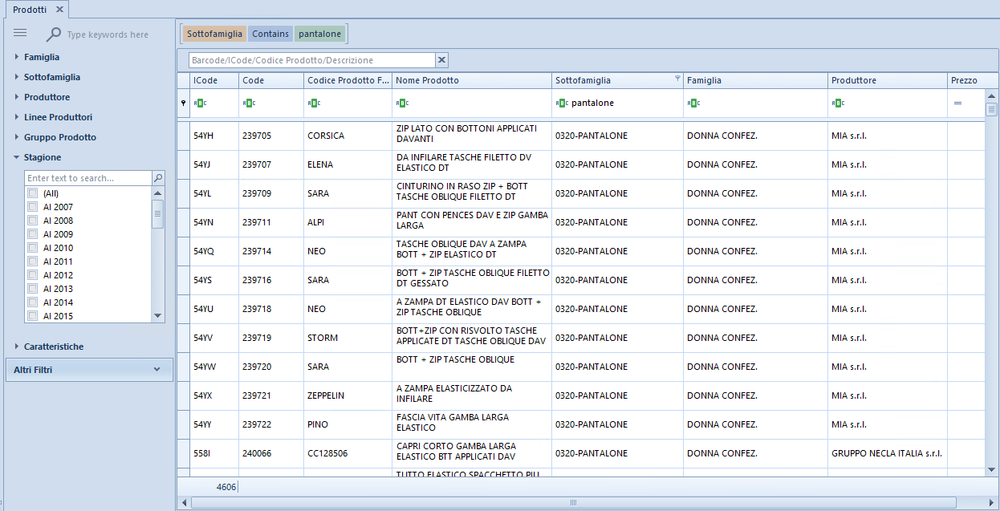 Prodotti
Type keywords here
Famiglia
Sottofamiglia
Produttore
Linee Produttori
Gruppo Prodotto
Stagione
Enter text to search...
(All)
AI 2007
AI 2008
AI 2009
AI 2010
AI 2011
AI 2012
AI 2013
AI 2014
AI 2015
Caratteristiche
Altri Filtri
Sottofamiglia Contains pantalone
Barcode/ICode/Codice Prodotto/Descrizione
ICode Code Codice Prodotto F... Nome Prodotto Sottofamiglia Famiglia Produttore Prezzo
ABC ABC ABC ABC ABC pantalone ABC ABC =
54YH 239705 CORSICA ZIP LATO CON BOTTONI APPLICATI
DAVANTI 0320-PANTALONE DONNA CONFEZ. MIA s.r.l.
54YJ 239707 ELENA DA INFILARE TASCHE FILETTO DV
ELASTICO DT 0320-PANTALONE DONNA CONFEZ. MIA s.r.l.
54YL 239709 SARA CINTURINO IN RASO ZIP + BOTT
TASCHE OBLIQUE FILETTO DT 0320-PANTALONE DONNA CONFEZ. MIA s.r.l.
54YN 239711 ALPI PANT CON PENCES DAV E ZIP GAMBA
LARGA 0320-PANTALONE DONNA CONFEZ. MIA s.r.l.
54YQ 239714 NEO TASCHE OBLIQUE DAV A ZAMPA
BOTT + ZIP ELASTICO DT 0320-PANTALONE DONNA CONFEZ. MIA s.r.l.
54YS 239716 SARA BOTT + ZIP TASCHE OBLIQUE FILETTO
DT GESSATO 0320-PANTALONE DONNA CONFEZ. MIA s.r.l.
54YU 239718 NEO A ZAMPA DT ELASTICO DAV BOTT +
ZIP TASCHE OBLIQUE 0320-PANTALONE DONNA CONFEZ. MIA s.r.l.
54YV 239719 STORM BOTT+ZIP CON RISVOLTO TASCHE
APPLICATE DT TASCHE OBLIQUE DAV 0320-PANTALONE DONNA CONFEZ. MIA s.r.l.
54YW 239720 SARA BOTT + ZIP TASCHE OBLIQUE 0320-PANTALONE DONNA CONFEZ. MIA s.r.l.
54YX 239721 ZEPPELIN A ZAMPA ELASTICIZZATO DA
INFILARE 0320-PANTALONE DONNA CONFEZ. MIA s.r.l.
54YY 239722 PINO FASCIA VITA GAMBA LARGA
ELASTICO 0320-PANTALONE DONNA CONFEZ. MIA s.r.l.
558I 240066 CC128506 CAPRI CORTO GAMBA LARGA
ELASTICO BTT APPLICATI DAV 0320-PANTALONE DONNA CONFEZ. GRUPPO NECLA ITALIA s.r.l.
TUTTO ELASTICO SPACCHETTO PIU
4606